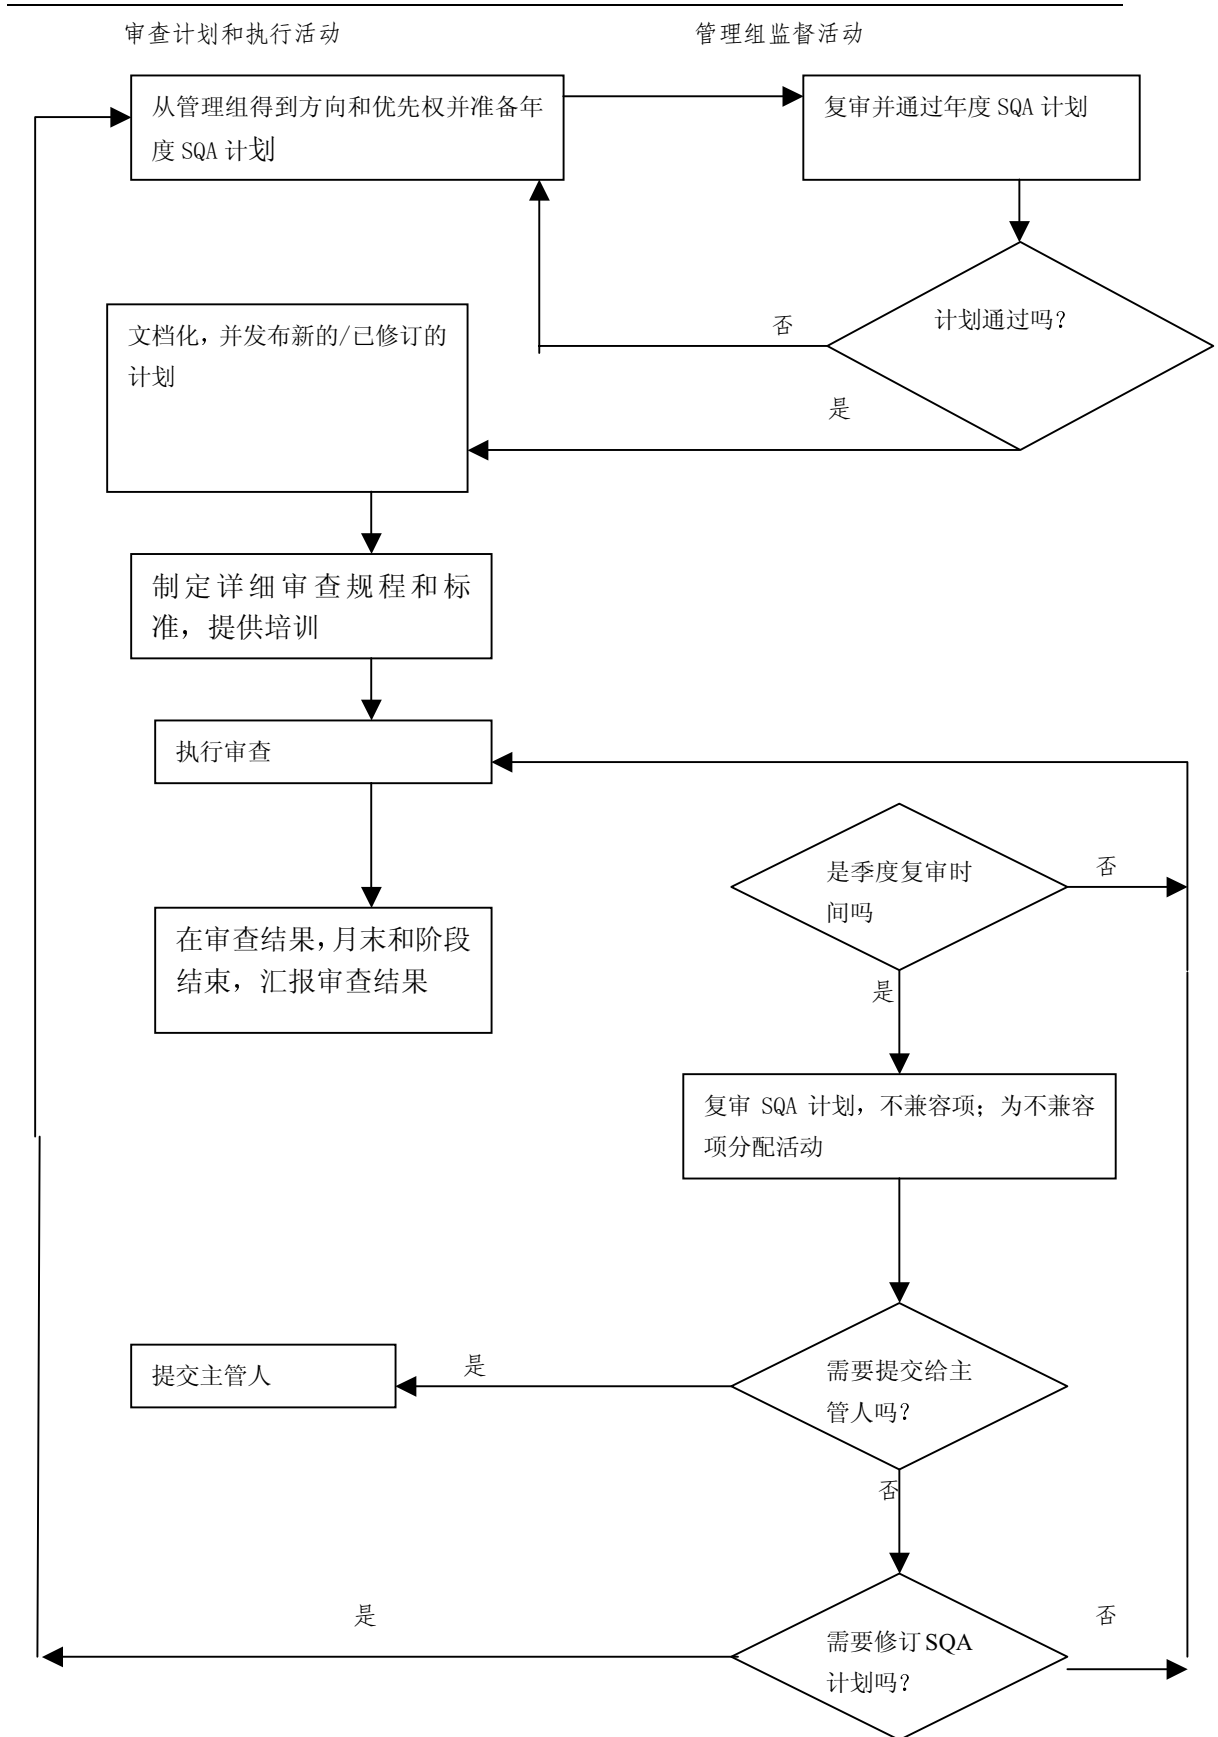 审查计划和执行活动
管理组监督活动
从管理组得到方向和优先权并准备年
度 SQA 计划
复审并通过年度 SQA 计划
计划通过吗?
否
文档化,并发布新的/已修订的
计划
是
制定详细审查规程和标
准,提供培训
执行审查
是季度复审时
间吗
否
在审查结果,月末和阶段
结束,汇报审查结果
是
复审 SQA 计划,不兼容项;为不兼容
项分配活动
需要提交给主
管人吗?
是
提交主管人
否
是
需要修订 SQA
计划吗?
否